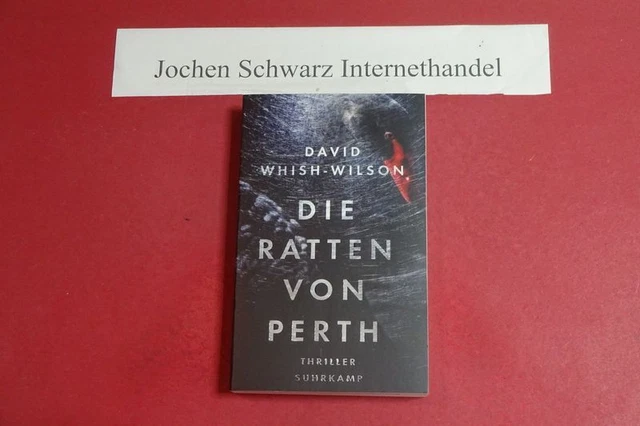 Jochen Schwarz Internethandel
DAVID
WHISH-WILSON
DIE
RATTEN
VON
PERTH
THRILLER
SUHRKAMP